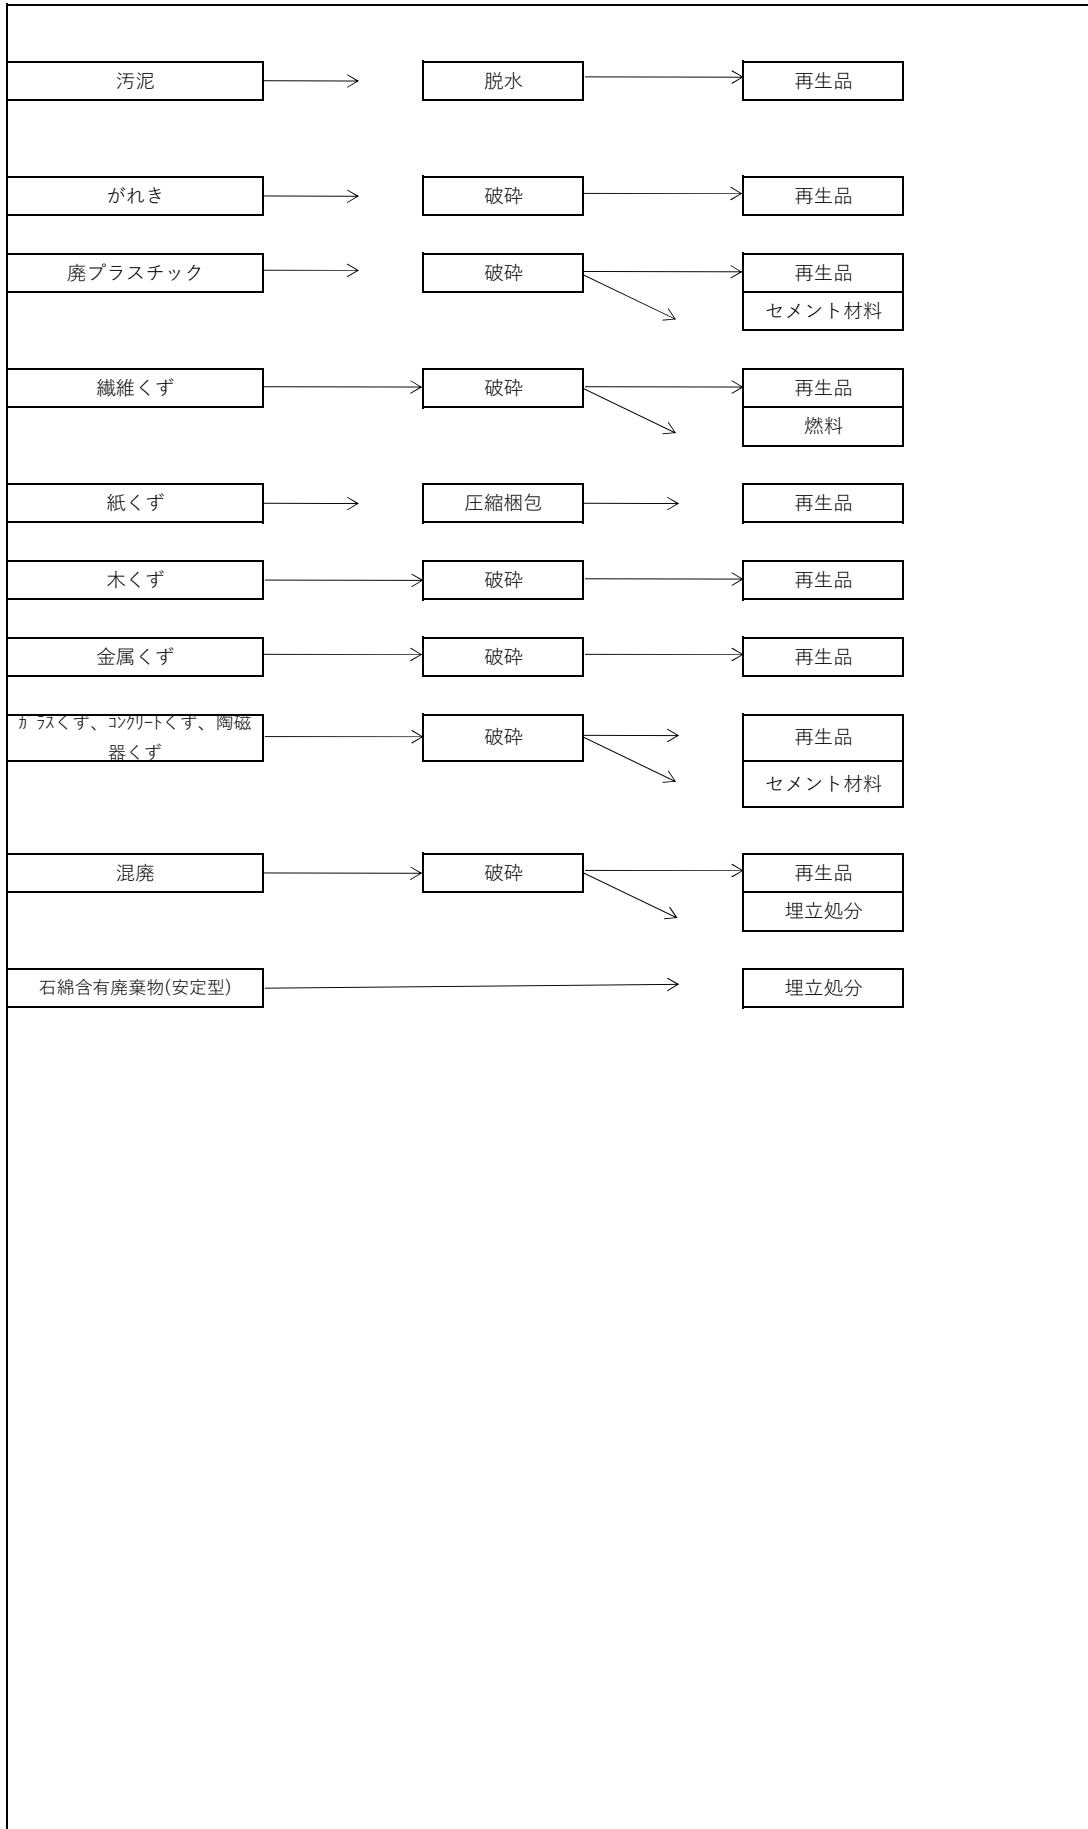 汚泥 脱水 再生品
がれき 破砕 再生品
廃プラスチック 破砕 再生品
セメント材料
繊維くず 破砕 再生品
燃料
紙くず 圧縮梱包 再生品
木くず 破砕 再生品
金属くず 破砕 再生品
ガラスくず、コンクリートくず、陶磁
器くず
破砕 再生品
セメント材料
混廃 破砕 再生品
埋立処分
石綿含有廃棄物(安定型) 埋立処分